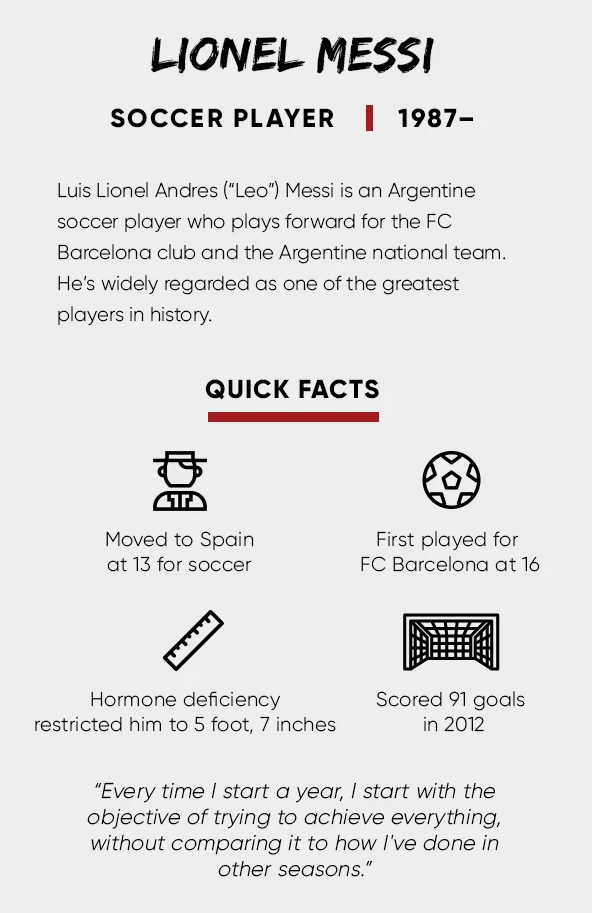 LIONEL MESSI
SOCCER PLAYER | 1987–
Luis Lionel Andres (“Leo”) Messi is an Argentine
soccer player who plays forward for the FC
Barcelona club and the Argentine national team.
He’s widely regarded as one of the greatest
players in history.
QUICK FACTS
Moved to Spain
at 13 for soccer
First played for
FC Barcelona at 16
Hormone deficiency
restricted him to 5 foot, 7 inches
Scored 91 goals
in 2012
“Every time I start a year, I start with the
objective of trying to achieve everything,
without comparing it to how I've done in
other seasons.”